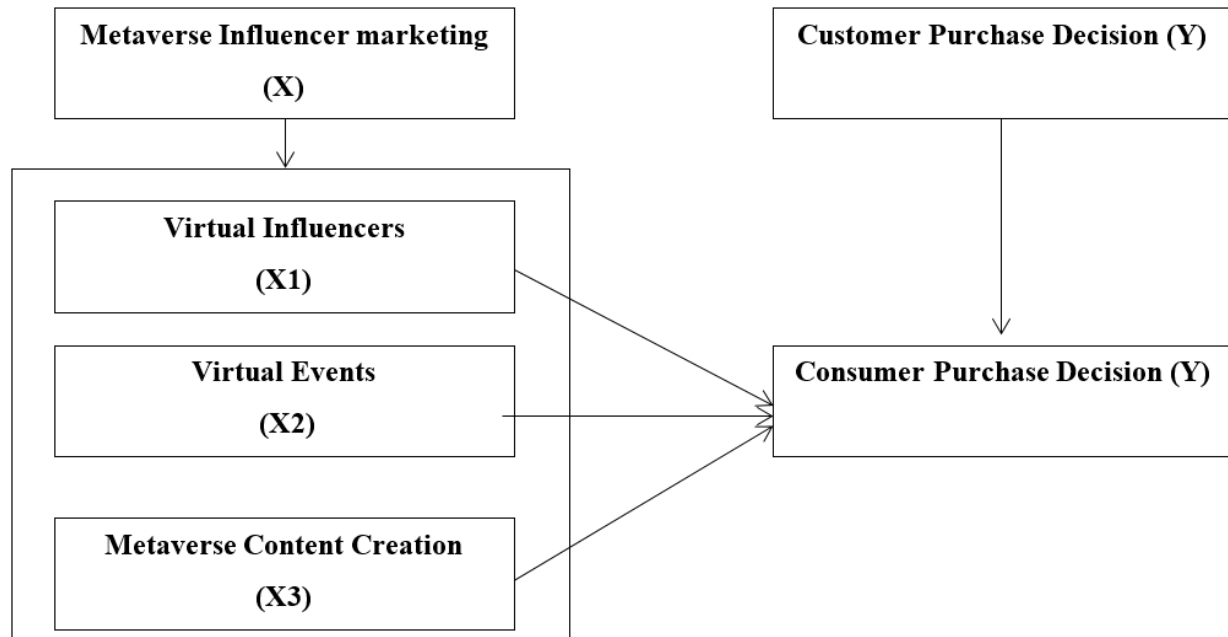 Metaverse Influencer marketing
(X)
Customer Purchase Decision (Y)
Virtual Influencers
(X1)
Virtual Events
(X2)
Consumer Purchase Decision (Y)
Metaverse Content Creation
(X3)